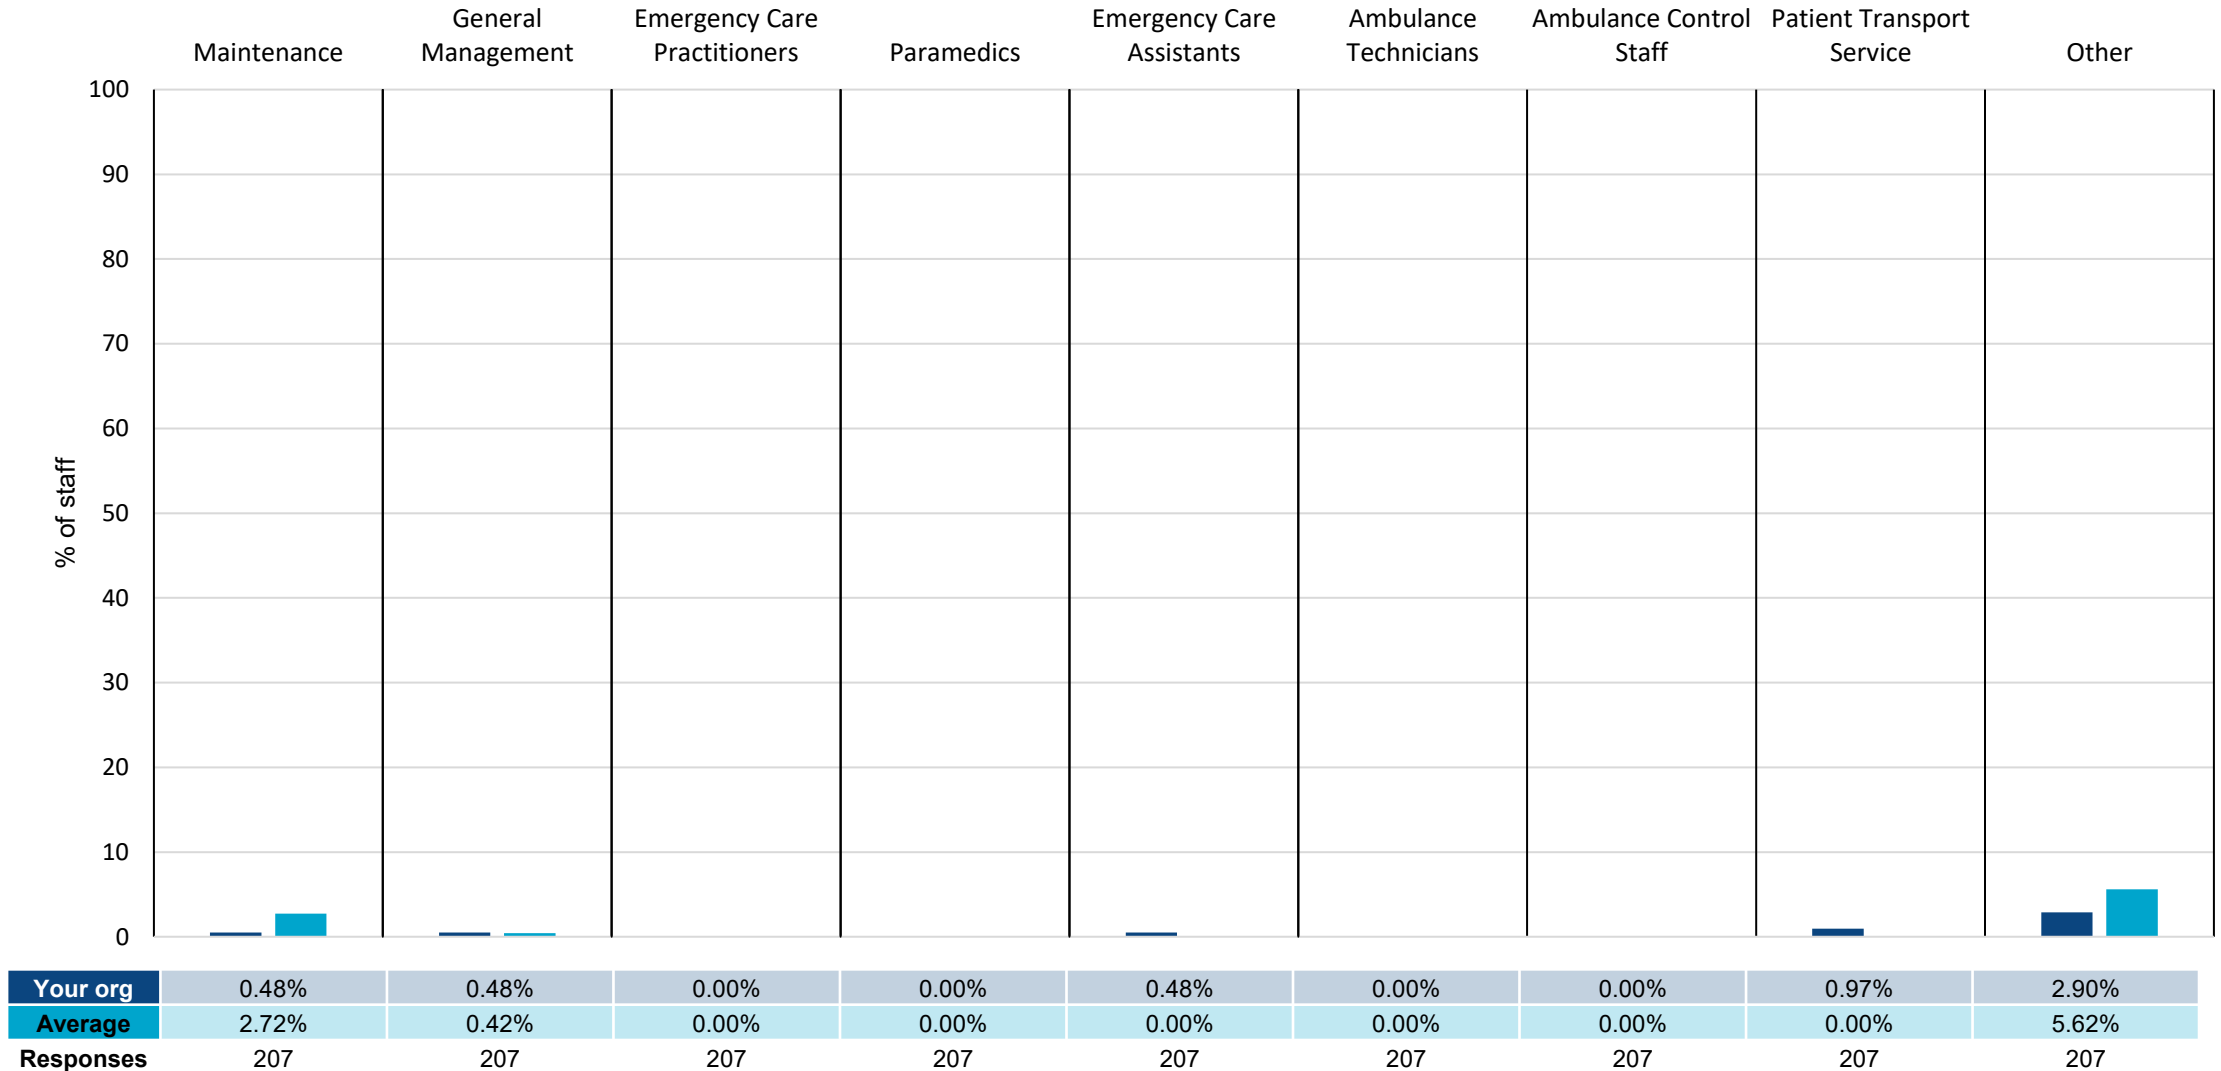 Maintenance
General
Management
Emergency Care
Practitioners
Paramedics
Emergency Care
Assistants
Ambulance
Technicians
Ambulance Control
Staff
Patient Transport
Service
Other
% of staff
100
90
80
70
60
50
40
30
20
10
0
Your org 0.48% 0.48% 0.00% 0.00% 0.48% 0.00% 0.00% 0.97% 2.90%
Average 2.72% 0.42% 0.00% 0.00% 0.00% 0.00% 0.00% 0.00% 5.62%
Responses 207 207 207 207 207 207 207 207 207